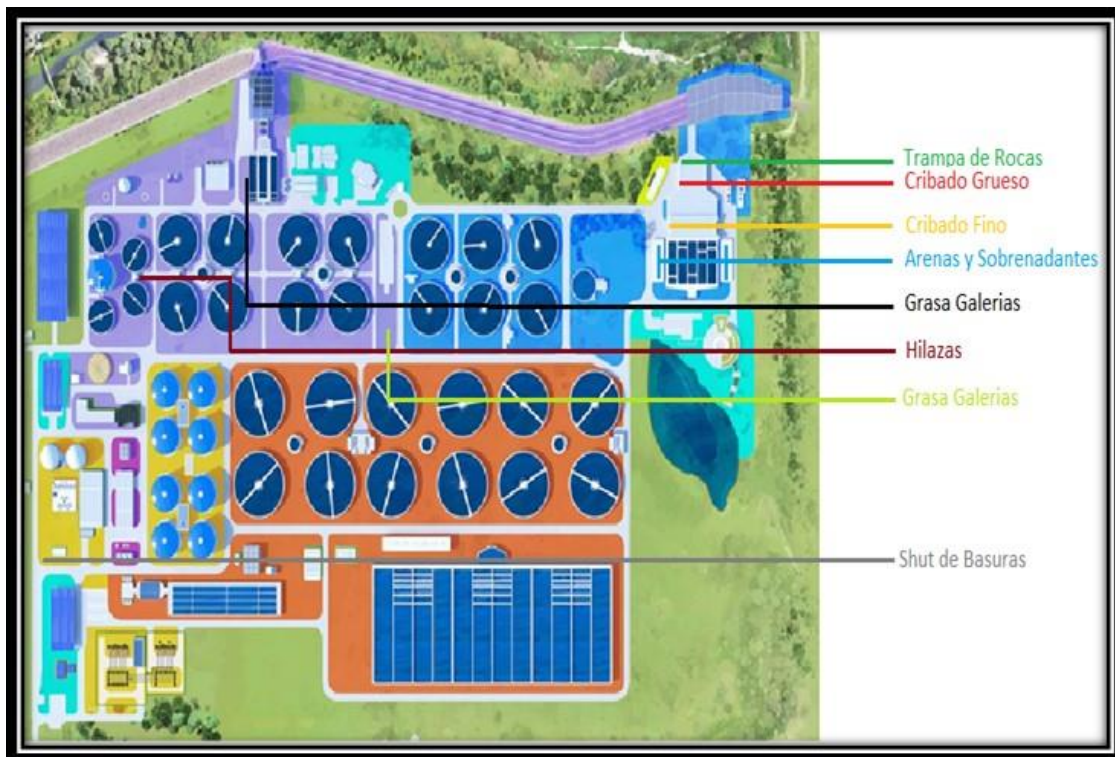 Trampa de Rocas
Cribado Grueso
Cribado Fino
Arenas y Sobrenadantes
Grasa Galerias
Hilazas
Grasa Galerias
Shut de Basuras